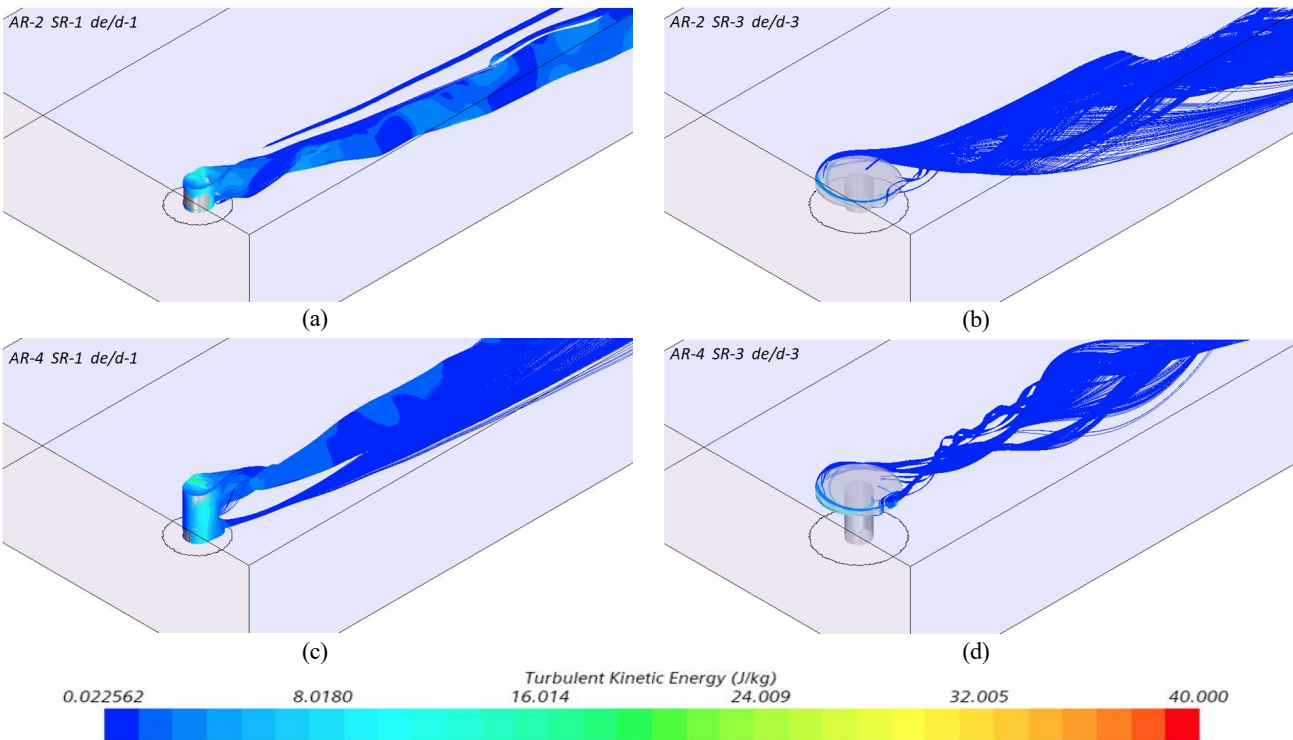 AR-2 SR-1 de/d-1
AR-2 SR-3 de/d-3
(a)
(b)
AR-4 SR-1 de/d-1
AR-4 SR-3 de/d-3
(c)
(d)
Turbulent Kinetic Energy (J/kg)
0.022562 8.0180 16.014 24.009 32.005 40.000